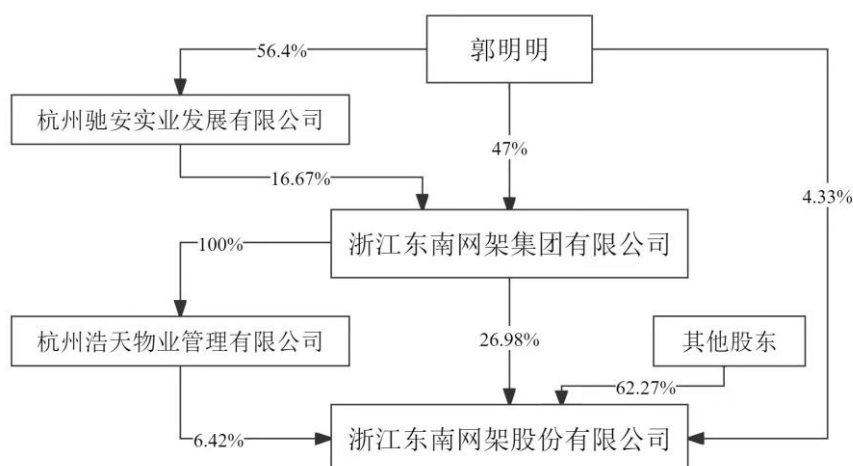 郭明明
56.4%
杭州驰安实业发展有限公司
47%
16.67%
4.33%
浙江东南网架集团有限公司
100%
杭州浩天物业管理有限公司
26.98%
其他股东
62.27%
浙江东南网架股份有限公司
6.42%